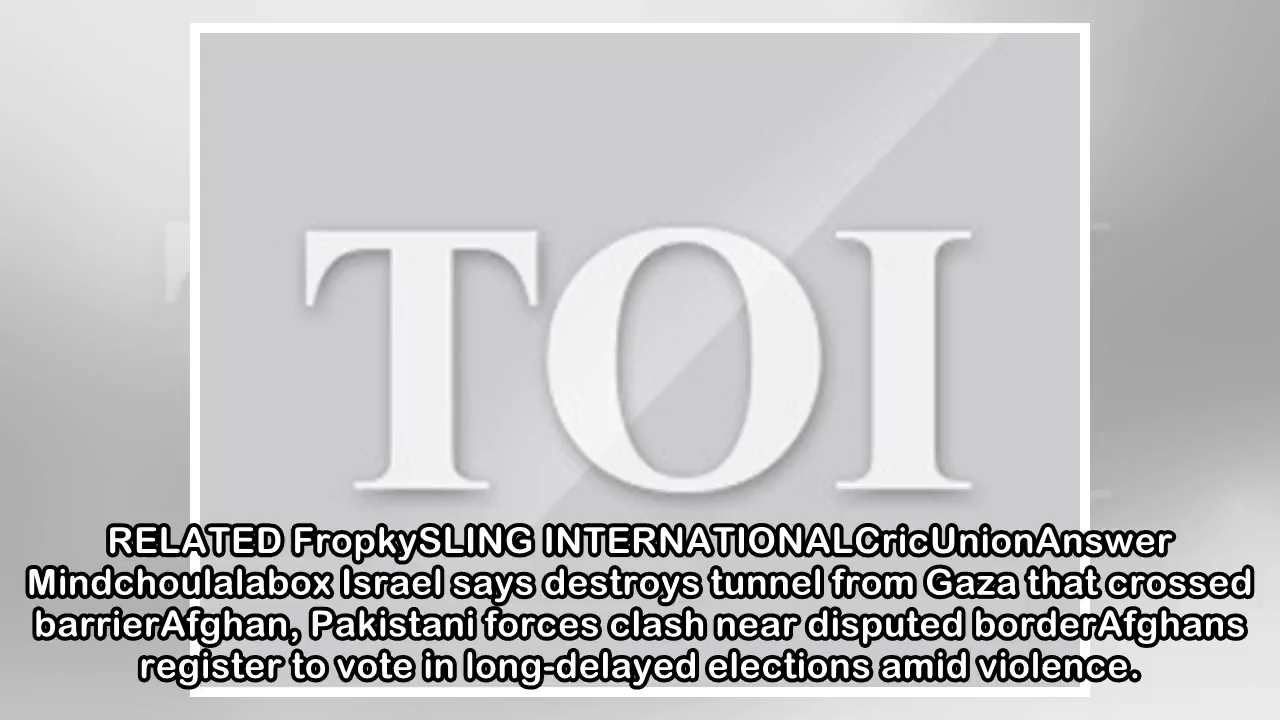 TOI
RELATED FropkySLING INTERNATIONALCricUnionAnswer
Mindchoulalabox Israel says destroys tunnel from Gaza that crossed
barrierAfghan, Pakistani forces clash near disputed borderAfghans
register to vote in long-delayed elections amid violence.